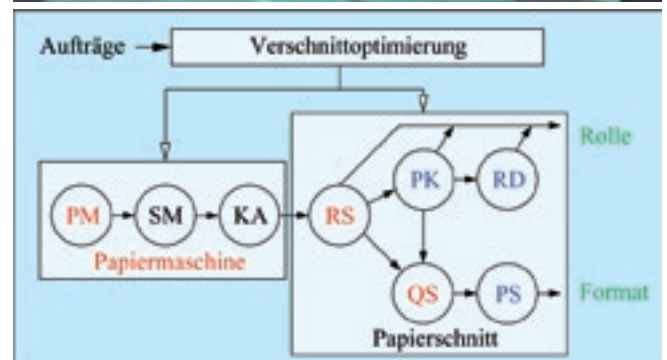 Aufträge
Verschnittoptimierung
Rolle
PK
RD
PM
SM
KA
RS
Papiermaschine
QS
PS
Format
Papierschnitt